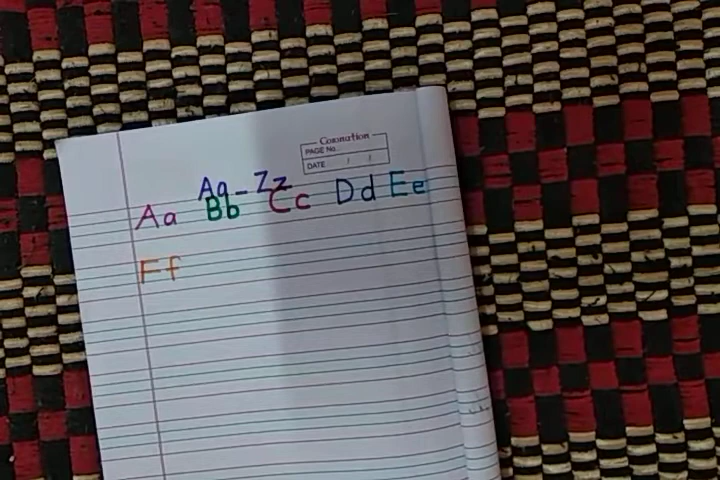 Coronation
PAGE No.
DATE / /
Aa - Zz
Aa Bb Cc Dd Ee
Ff